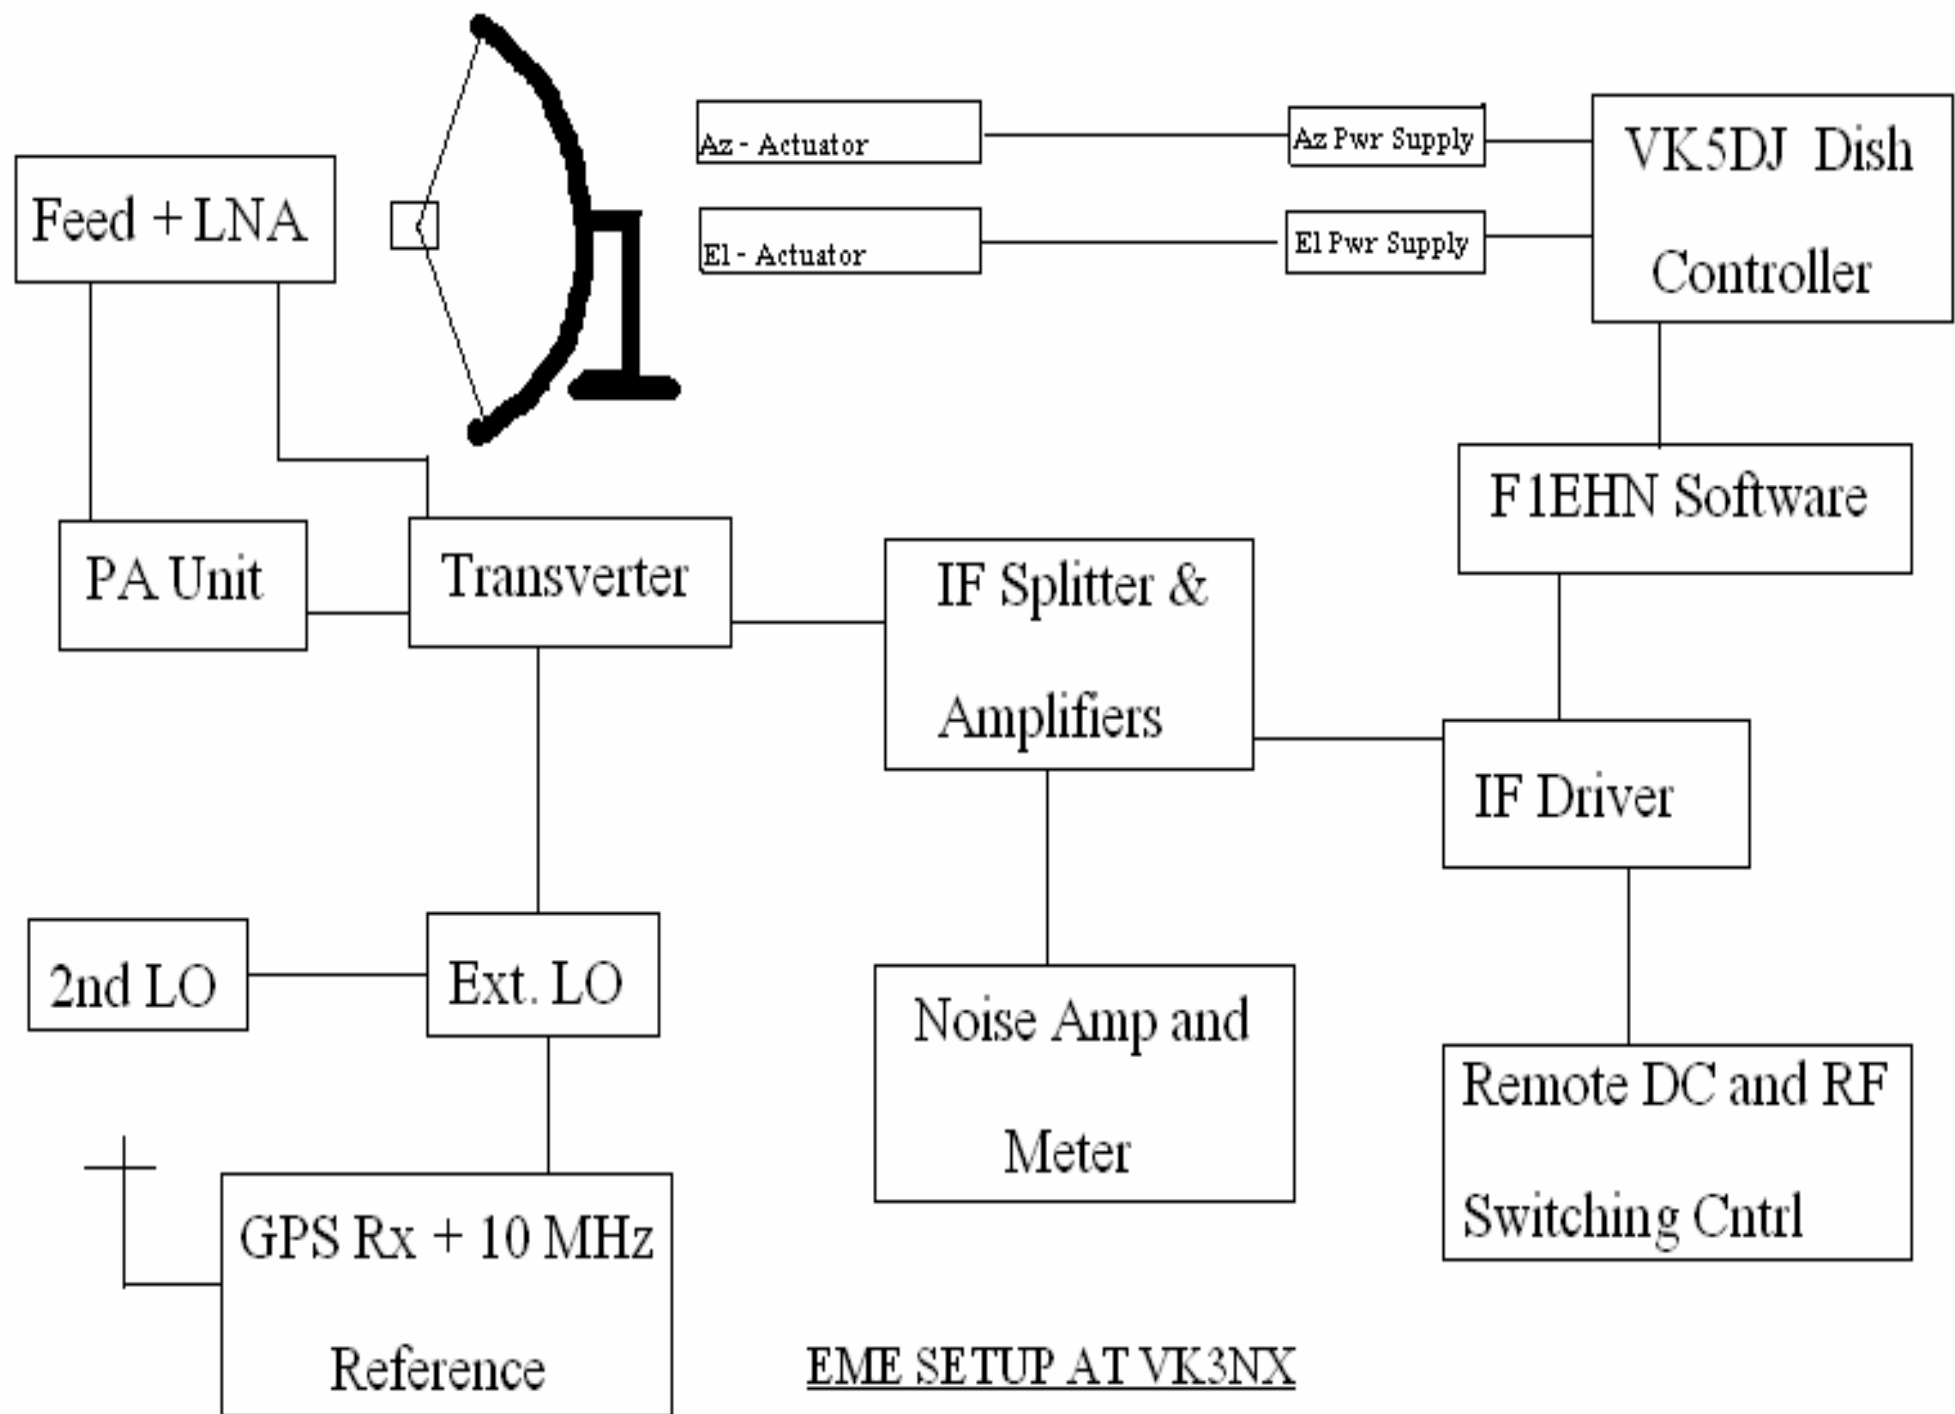 Az - Actuator
Az Pwr Supply
VK5DJ Dish
Controller
Feed + LNA
El - Actuator
El Pwr Supply
F1EHN Software
PA Unit
Transverter
IF Splitter &
Amplifiers
IF Driver
2nd LO
Ext. LO
Noise Amp and
Meter
Remote DC and RF
Switching Cntrl
GPS Rx + 10 MHz
Reference
EME SETUP AT VK3NX